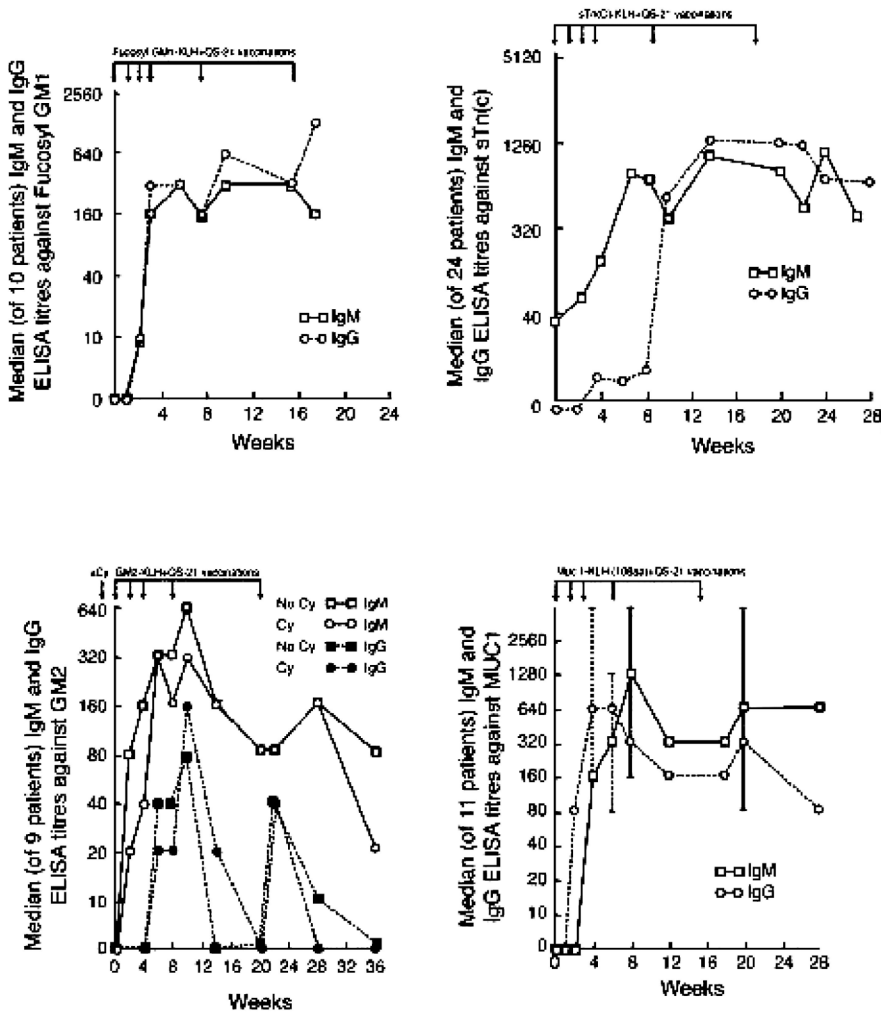 Fucosyl GM1-KLH+QS-21 vaccinations
2560
640
160
40
10
0
0 4 8 12 16 20 24
Weeks
Median (of 10 patients) IgM and IgG
ELISA titres against Fucosyl GM1
IgM
IgG
sTn(c)-KLH+QS-21 vaccinations
5120
1260
320
40
0
4 8 12 16 20 24 28
Weeks
Median (of 24 patients) IgM and
IgG ELISA titres against sTn(c)
IgM
IgG
GM2-KLH+QS-21 vaccinations
640
320
160
80
40
20
10
0
0 4 8 12 14 20 22 28 32 36
Weeks
Median (of 9 patients) IgM and IgG
ELISA titres against GM2
No Cy IgM
Cy IgM
No Cy IgG
Cy IgG
Muc 1-KLH (106aa)+QS-21 vaccinations
2560
1280
640
320
160
80
40
20
10
0
0 4 8 12 16 20 24 28
Weeks
Median (of 11 patients) IgM and
IgG ELISA titres against MUC1
IgM
IgG